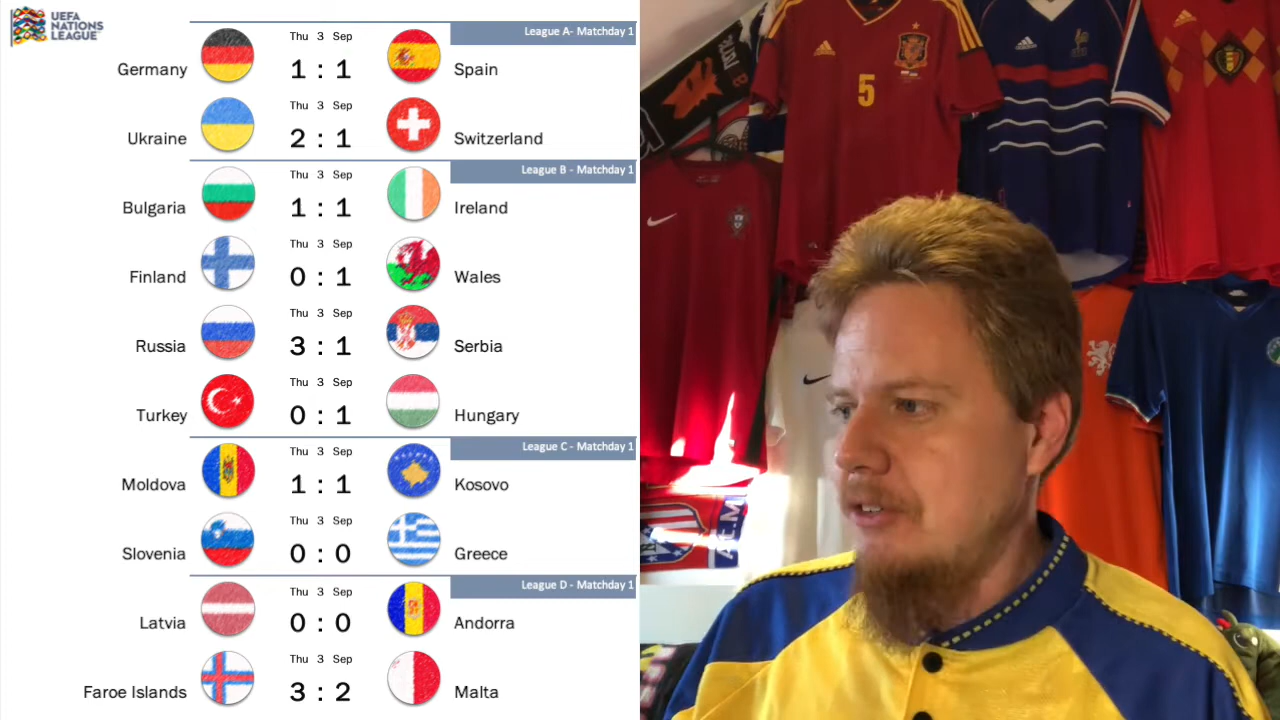 UEFA
NATIONS
LEAGUE
League A- Matchday 1
Thu 3 Sep
Germany 1 : 1 Spain
Thu 3 Sep
Ukraine 2 : 1 Switzerland
League B - Matchday 1
Thu 3 Sep
Bulgaria 1 : 1 Ireland
Thu 3 Sep
Finland 0 : 1 Wales
Thu 3 Sep
Russia 3 : 1 Serbia
Thu 3 Sep
Turkey 0 : 1 Hungary
League C - Matchday 1
Thu 3 Sep
Moldova 1 : 1 Kosovo
Thu 3 Sep
Slovenia 0 : 0 Greece
League D - Matchday 1
Thu 3 Sep
Latvia 0 : 0 Andorra
Thu 3 Sep
Faroe Islands 3 : 2 Malta
adidas
5
adidas